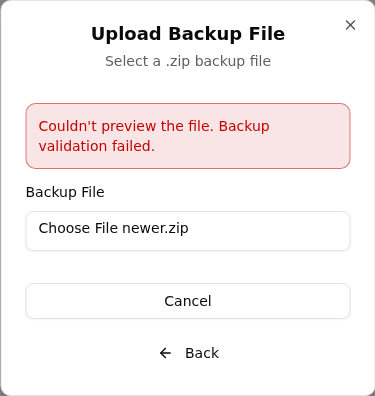 Upload Backup File
Select a .zip backup file
Couldn't preview the file. Backup
validation failed.
Backup File
Choose File newer.zip
Cancel
Back